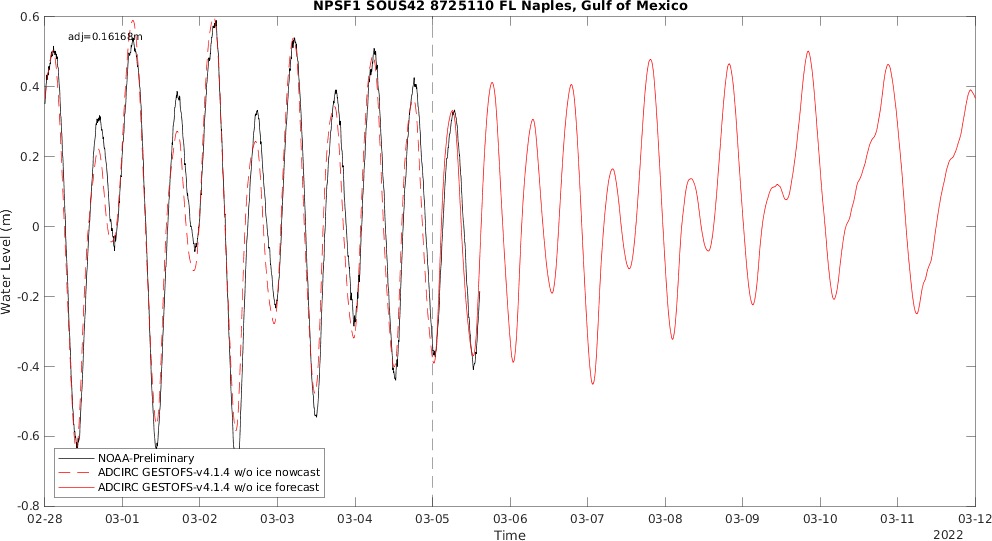 NPSF1 SOUS42 8725110 FL Naples, Gulf of Mexico
adj=0.16168m
0.6
0.4
0.2
0
-0.2
-0.4
-0.6
-0.8
Water Level (m)
NOAA-Preliminary
ADCIRC GESTOFS-v4.1.4 w/o ice nowcast
ADCIRC GESTOFS-v4.1.4 w/o ice forecast
02-28 03-01 03-02 03-03 03-04 03-05 03-06 03-07 03-08 03-09 03-10 03-11 03-12
Time
2022